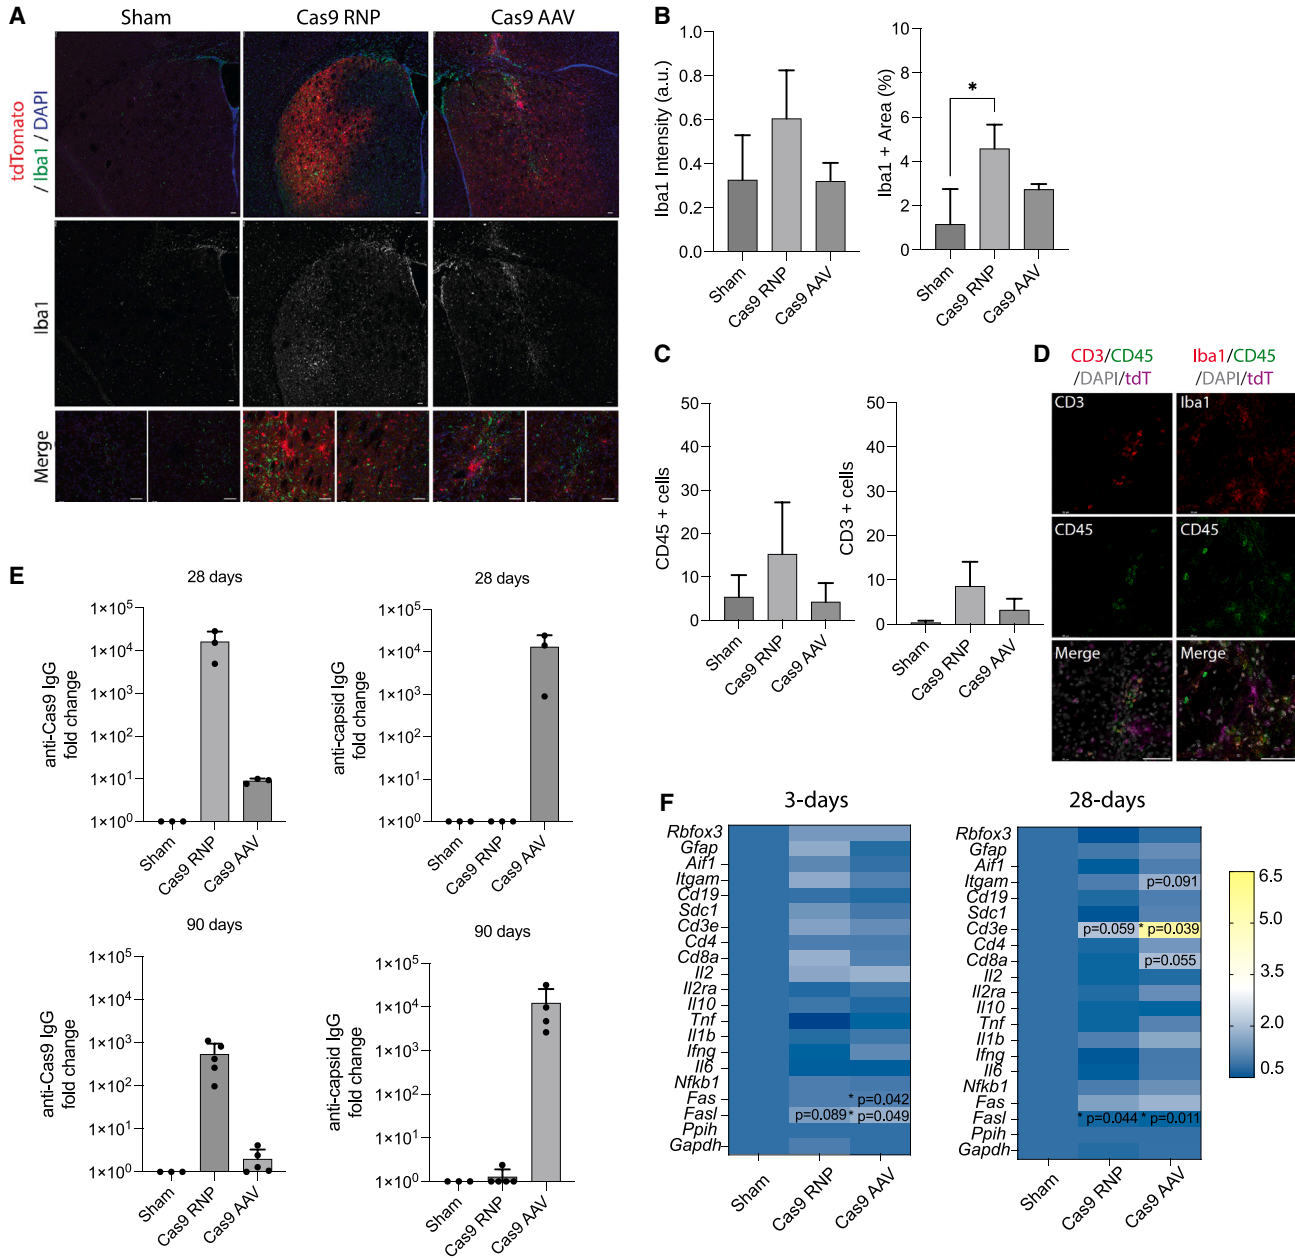 A
Sham
Cas9 RNP
Cas9 AAV
tdTomato
/ Iba1 / DAPI
Iba1
Merge
B
Iba1 Intensity (a.u.)
1.0
0.8
0.6
0.4
0.2
0.0
Sham
Cas9 RNP
Cas9 AAV
Iba1 + Area (%)
10
8
6
4
2
0
*
Sham
Cas9 RNP
Cas9 AAV
C
CD45 + cells
50
40
30
20
10
0
Sham
Cas9 RNP
Cas9 AAV
CD3 + cells
50
40
30
20
10
0
Sham
Cas9 RNP
Cas9 AAV
D
CD3/CD45
/DAPI/tdT
Iba1/CD45
/DAPI/tdT
CD3
Iba1
CD45
CD45
Merge
Merge
E
28 days
anti-Cas9 IgG
fold change
1×10⁵
1×10⁴
1×10³
1×10²
1×10¹
1×10⁰
Sham
Cas9 RNP
Cas9 AAV
28 days
anti-capsid IgG
fold change
1×10⁵
1×10⁴
1×10³
1×10²
1×10¹
1×10⁰
Sham
Cas9 RNP
Cas9 AAV
90 days
anti-Cas9 IgG
fold change
1×10⁵
1×10⁴
1×10³
1×10²
1×10¹
1×10⁰
Sham
Cas9 RNP
Cas9 AAV
90 days
anti-capsid IgG
fold change
1×10⁵
1×10⁴
1×10³
1×10²
1×10¹
1×10⁰
Sham
Cas9 RNP
Cas9 AAV
F
3-days
Rbfox3
Gfap
Aif1
Itgam
Cd19
Sdc1
Cd3e
Cd4
Cd8a
Il2
Il2ra
Il10
Tnf
Il1b
Ifng
Il6
Nfkb1
Fas * p=0.042
Fasl p=0.089 * p=0.049
Ppih
Gapdh
Sham
Cas9 RNP
Cas9 AAV
28-days
Rbfox3
Gfap
Aif1
Itgam p=0.091
Cd19
Sdc1
Cd3e p=0.059 * p=0.039
Cd4
Cd8a p=0.055
Il2
Il2ra
Il10
Tnf
Il1b
Ifng
Il6
Nfkb1
Fas
Fasl * p=0.044 * p=0.011
Ppih
Gapdh
Sham
Cas9 RNP
Cas9 AAV
6.5
5.0
3.5
2.0
0.5